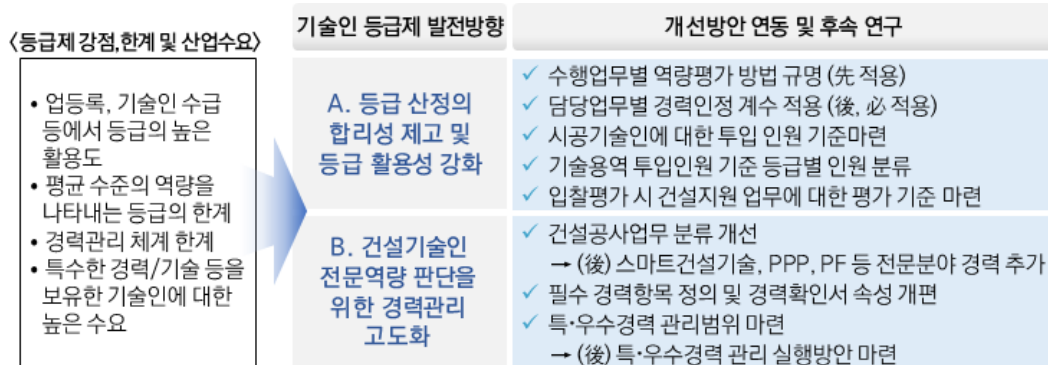 〈등급제 강점,한계 및 산업수요〉
• 업등록, 기술인 수급
등에서 등급의 높은
활용도
• 평균 수준의 역량을
나타내는 등급의 한계
• 경력관리 체계 한계
• 특수한 경력/기술 등을
보유한 기술인에 대한
높은 수요
기술인 등급제 발전방향
개선방안 연동 및 후속 연구
A. 등급 산정의
합리성 제고 및
등급 활용성 강화
✓ 수행업무별 역량평가 방법 규명 (先 적용)
✓ 담당업무별 경력인정 계수 적용 (後, 必 적용)
✓ 시공기술인에 대한 투입 인원 기준마련
✓ 기술용역 투입인원 기준 등급별 인원 분류
✓ 입찰평가 시 건설지원 업무에 대한 평가 기준 마련
B. 건설기술인
전문역량 판단을
위한 경력관리
고도화
✓ 건설공사업무 분류 개선
→ (後) 스마트건설기술, PPP, PF 등 전문분야 경력 추가
✓ 필수 경력항목 정의 및 경력확인서 속성 개편
✓ 특·우수경력 관리범위 마련
→ (後) 특·우수경력 관리 실행방안 마련